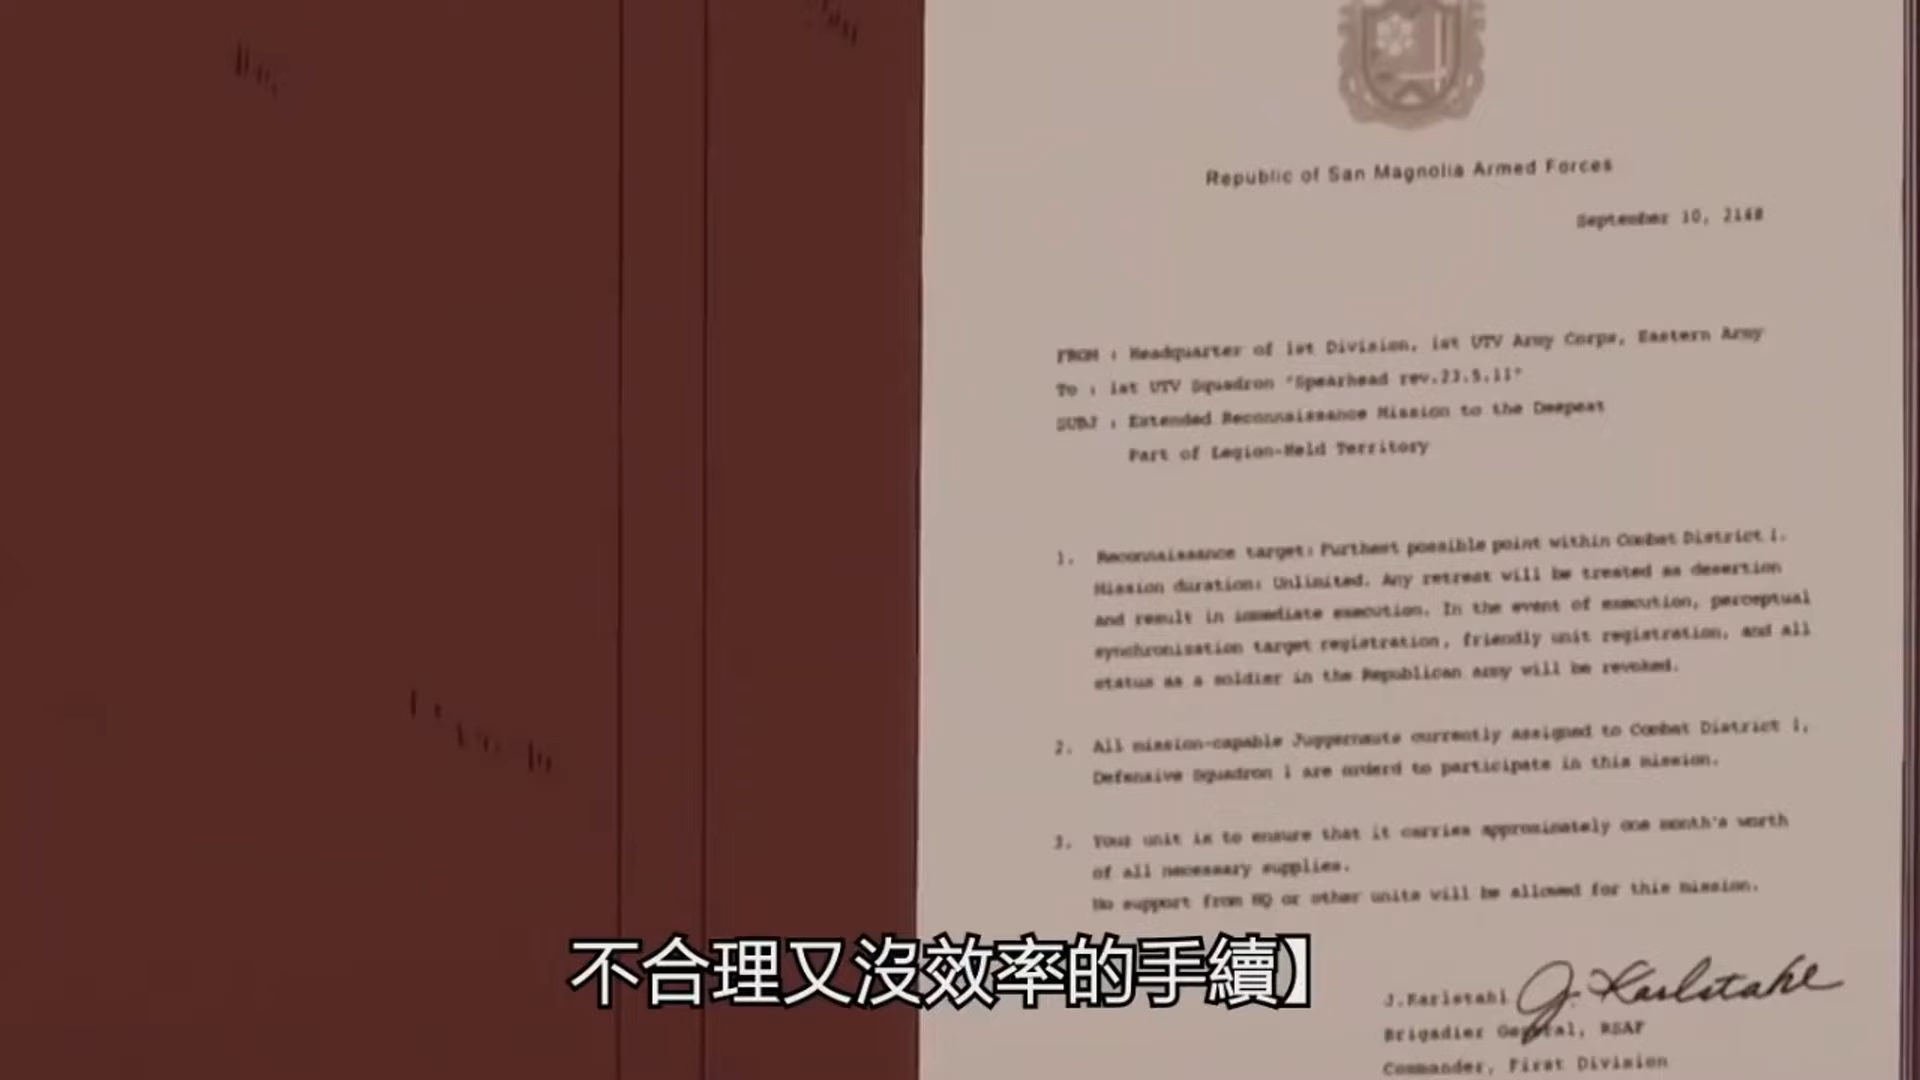 Republic of San Magnolia Armed Forces
September 10, 2148
FROM : Headquarter of 1st Division, 1st UTV Army Corps, Eastern Army
To : 1st UTV Squadron "Spearhead rev.23.5.11"
SUBJ : Extended Reconnaissance Mission to the Deepest
Part of Legion-Held Territory
1. Reconnaissance target: Furthest possible point within Combat District 1.
Mission duration: Unlimited. Any retreat will be treated as desertion
and result in immediate execution. In the event of execution, perceptual
synchronization target registration, friendly unit registration, and all
status as a soldier in the Republican army will be revoked.
2. All mission-capable Juggernauts currently assigned to Combat District 1,
Defensive Squadron 1 are orderd to participate in this mission.
3. Your unit is to ensure that it carries approximately one month's worth
of all necessary supplies.
No support from HQ or other units will be allowed for this mission.
不合理又沒效率的手續】
J.Karlstahl J. Karlstahl
Brigadier General, RSAF
Commander, First Division